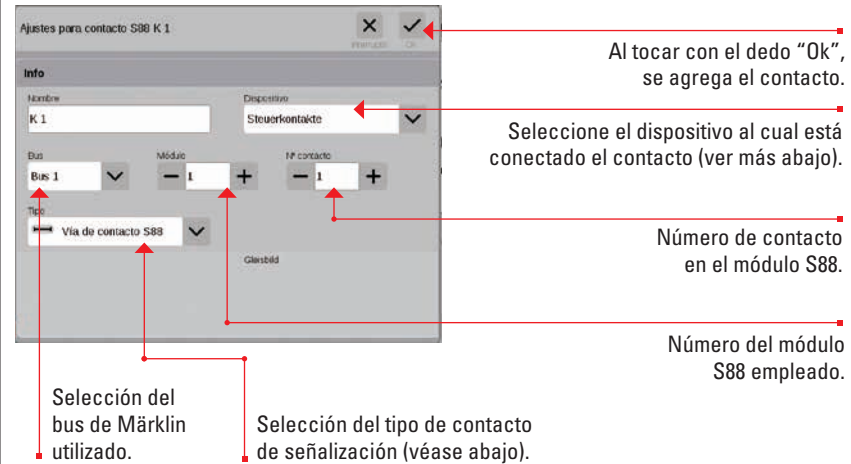 Ajustes para contacto S88 K 1
Interrupto Ok
Info
Nombre Dispositivo
K 1 Steuerkontakte
Bus Módulo Nº contacto
Bus 1 1 1
Tipo
Vía de contacto S88
Gleisbild
Al tocar con el dedo “Ok”,
se agrega el contacto.
Seleccione el dispositivo al cual está
conectado el contacto (ver más abajo).
Número de contacto
en el módulo S88.
Número del módulo
S88 empleado.
Selección del
bus de Märklin
utilizado.
Selección del tipo de contacto
de señalización (véase abajo).